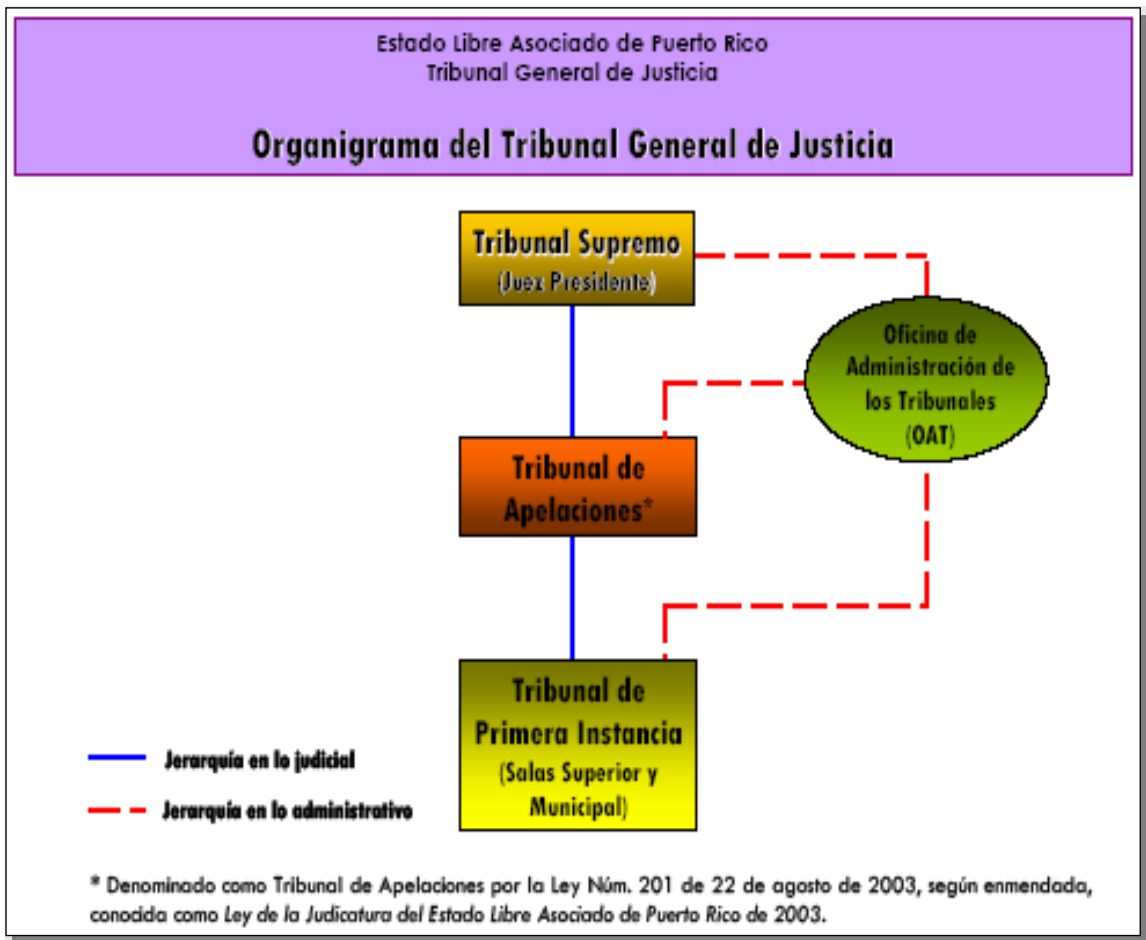 Estado Libre Asociado de Puerto Rico
Tribunal General de Justicia
Organigrama del Tribunal General de Justicia
Tribunal Supremo
(Juez Presidente)
Oficina de
Administración de
los Tribunales
(OAT)
Tribunal de
Apelaciones*
Tribunal de
Primera Instancia
(Salas Superior y
Municipal)
Jerarquía en lo judicial
Jerarquía en lo administrativo
* Denominado como Tribunal de Apelaciones por la Ley Núm. 201 de 22 de agosto de 2003, según enmendada,
conocida como Ley de la Judicatura del Estado Libre Asociado de Puerto Rico de 2003.